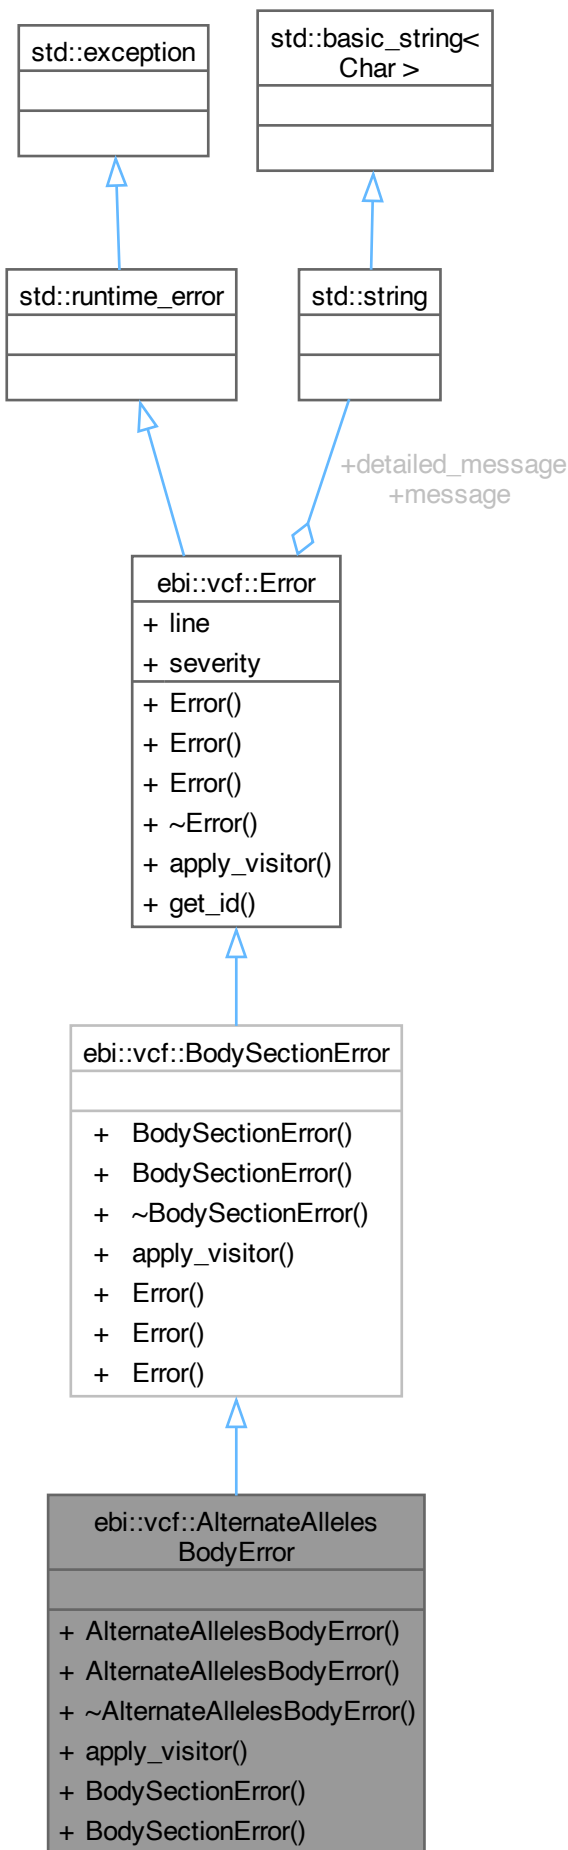 std::exception
std::basic_string<
Char >
std::runtime_error
std::string
+detailed_message
+message
ebi::vcf::Error
+ line
+ severity
+ Error()
+ Error()
+ Error()
+ ~Error()
+ apply_visitor()
+ get_id()
ebi::vcf::BodySectionError
+ BodySectionError()
+ BodySectionError()
+ ~BodySectionError()
+ apply_visitor()
+ Error()
+ Error()
+ Error()
ebi::vcf::AlternateAlleles
BodyError
+ AlternateAllelesBodyError()
+ AlternateAllelesBodyError()
+ ~AlternateAllelesBodyError()
+ apply_visitor()
+ BodySectionError()
+ BodySectionError()